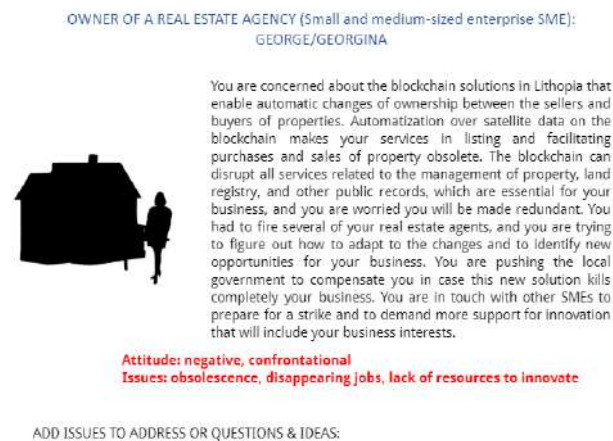 OWNER OF A REAL ESTATE AGENCY (Small and medium-sized enterprise SME):
GEORGE/GEORGINA
You are concerned about the blockchain solutions in Lithopia that
enable automatic changes of ownership between the sellers and
buyers of properties. Automatization over satellite data on the
blockchain makes your services in listing and facilitating
purchases and sales of property obsolete. The blockchain can
disrupt all services related to the management of property, land
registry, and other public records, which are essential for your
business, and you are worried you will be made redundant. You
had to fire several of your real estate agents, and you are trying
to figure out how to adapt to the changes and to identify new
opportunities for your business. You are pushing the local
government to compensate you in case this new solution kills
completely your business. You are in touch with other SMEs to
prepare for a strike and to demand more support for innovation
that will include your business interests.
Attitude: negative, confrontational
Issues: obsolescence, disappearing jobs, lack of resources to innovate
ADD ISSUES TO ADDRESS OR QUESTIONS & IDEAS: